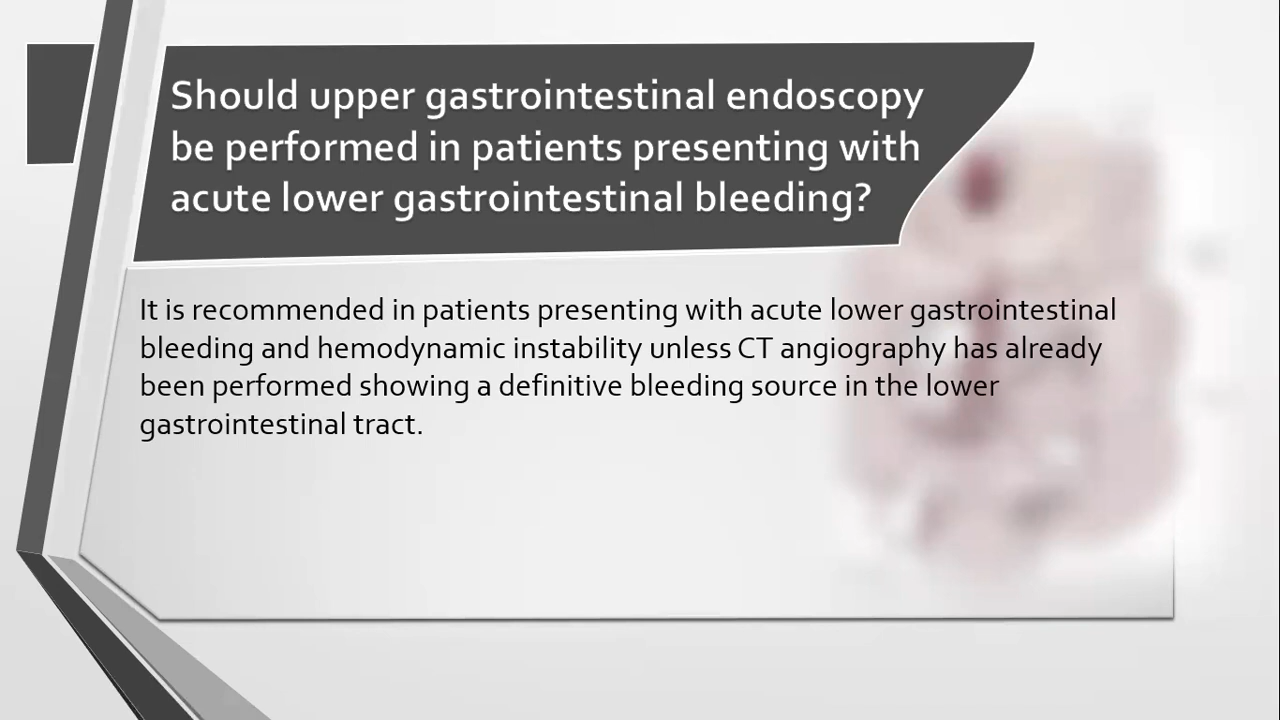 Should upper gastrointestinal endoscopy
be performed in patients presenting with
acute lower gastrointestinal bleeding?
It is recommended in patients presenting with acute lower gastrointestinal
bleeding and hemodynamic instability unless CT angiography has already
been performed showing a definitive bleeding source in the lower
gastrointestinal tract.